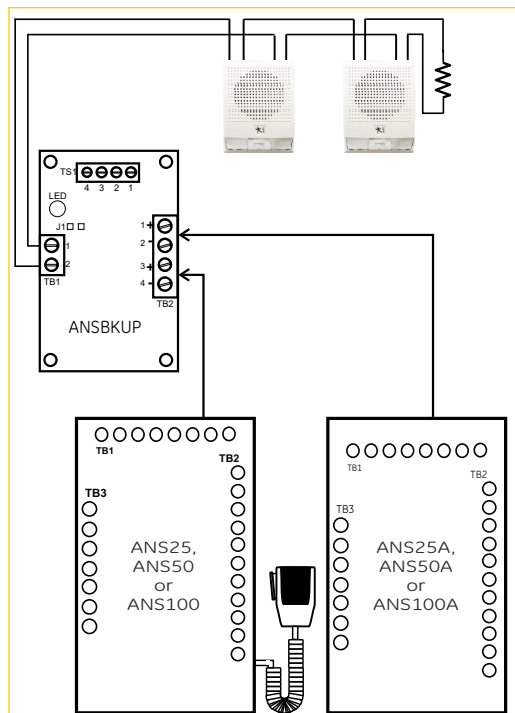 TS1
4 3 2 1
LED
J1
1
2
TB1
1 +
2 -
3 +
4 -
TB2
ANSBKUP
TB1
TB2
TB3
ANS25,
ANS50
or
ANS100
TB1
TB2
TB3
ANS25A,
ANS50A
or
ANS100A